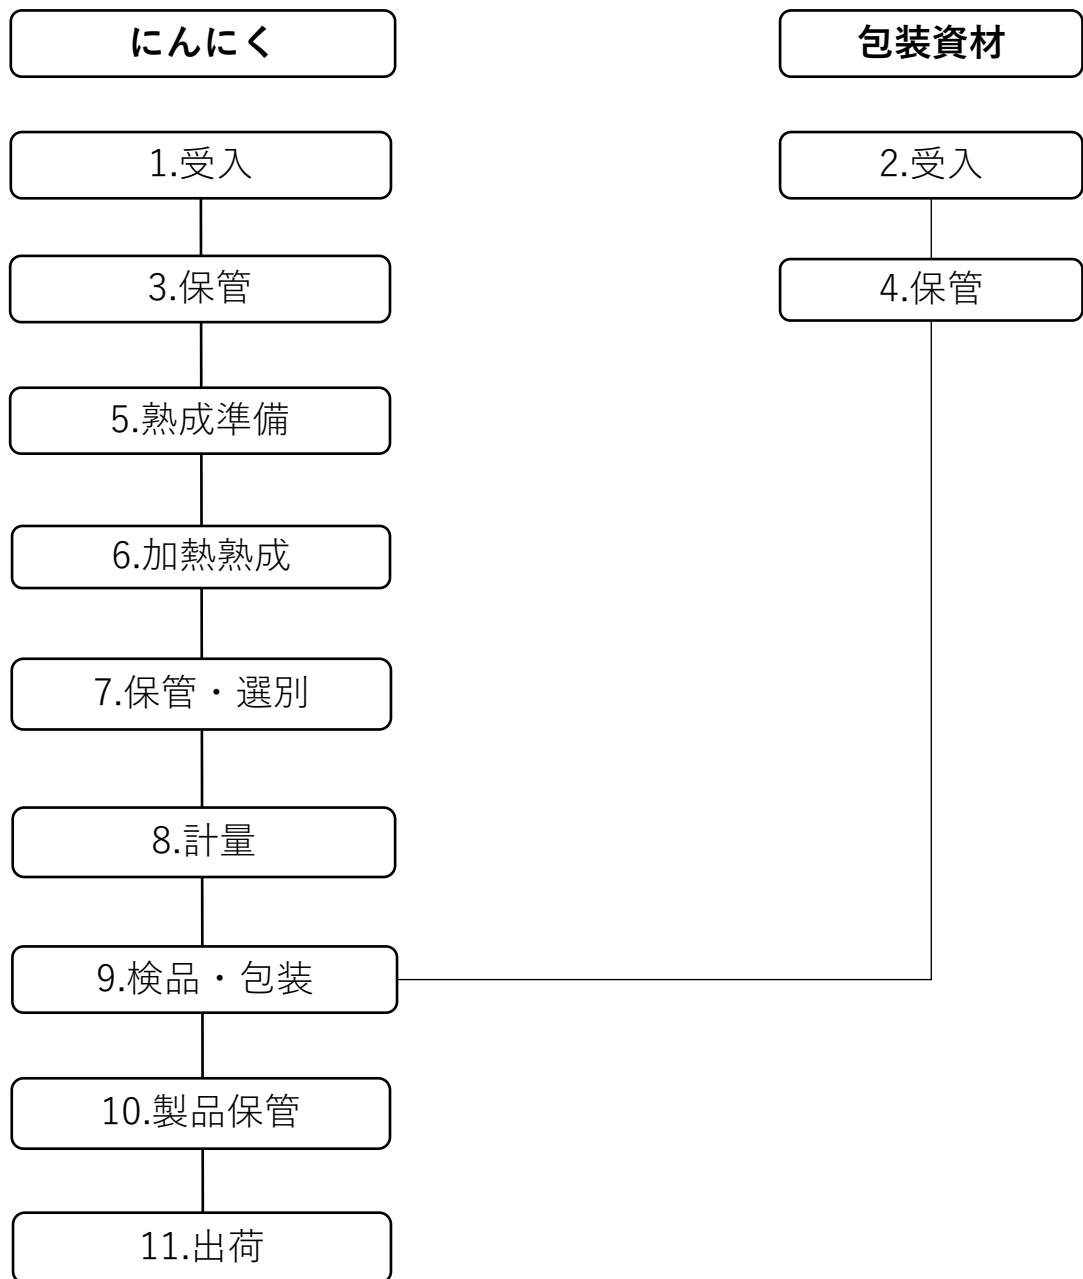 にんにく
包装資材
1.受入
2.受入
3.保管
4.保管
5.熟成準備
6.加熱熟成
7.保管・選別
8.計量
9.検品・包装
10.製品保管
11.出荷